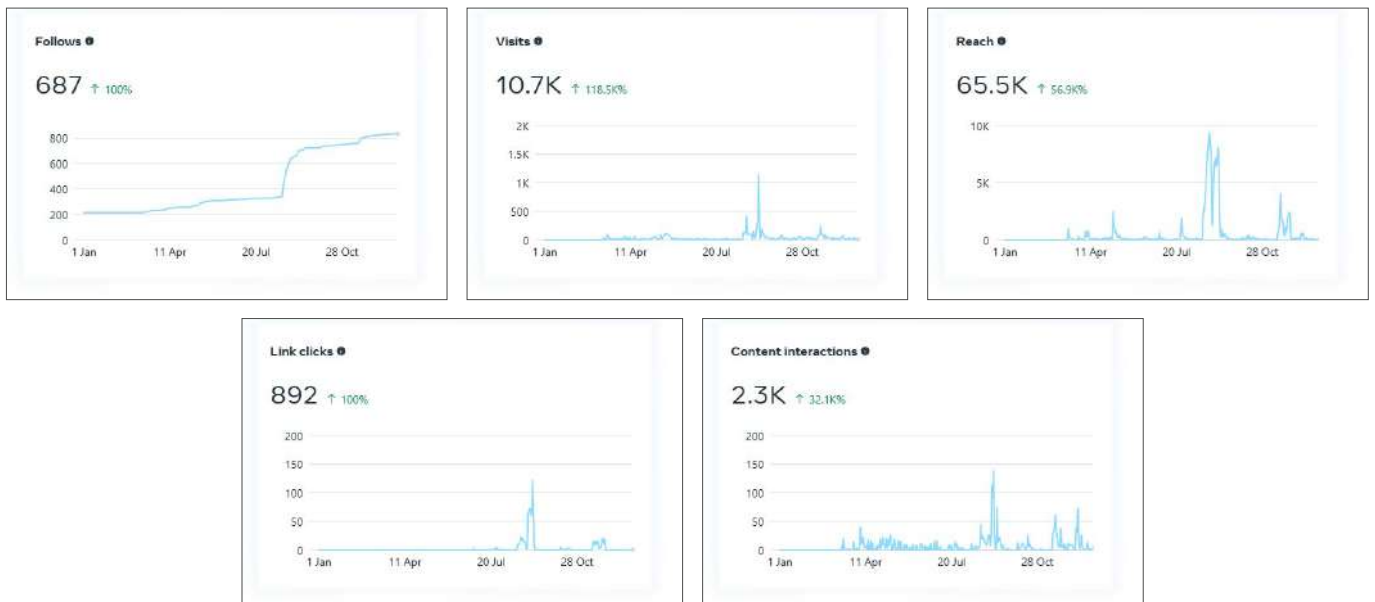 Follows
687 ↑ 100%
800
600
400
200
0
1 Jan 11 Apr 20 Jul 28 Oct
Visits
10.7K ↑ 118.5K%
2K
1.5K
1K
500
0
1 Jan 11 Apr 20 Jul 28 Oct
Reach
65.5K ↑ 56.9K%
10K
5K
0
1 Jan 11 Apr 20 Jul 28 Oct
Link clicks
892 ↑ 100%
200
150
100
50
0
1 Jan 11 Apr 20 Jul 28 Oct
Content interactions
2.3K ↑ 32.1K%
200
150
100
50
0
1 Jan 11 Apr 20 Jul 28 Oct